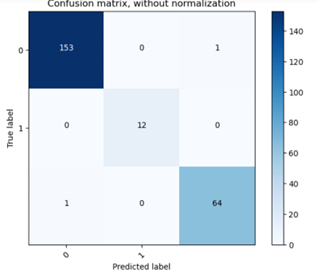 Confusion matrix, without normalization
0 153 0 1
1 0 12 0
1 0 64
True label
0 1
Predicted label
140
120
100
80
60
40
20
0